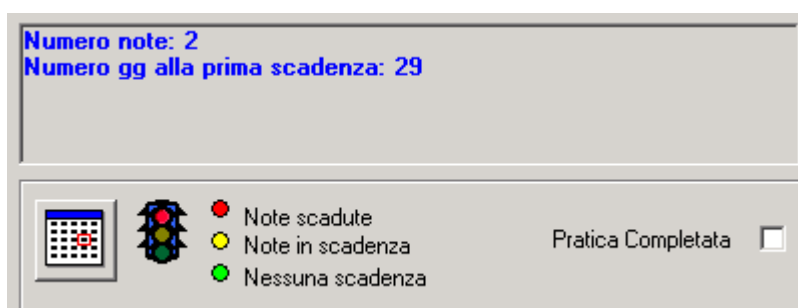 Numero note: 2
Numero gg alla prima scadenza: 29
Note scadute
Note in scadenza
Pratica Completata
Nessuna scadenza